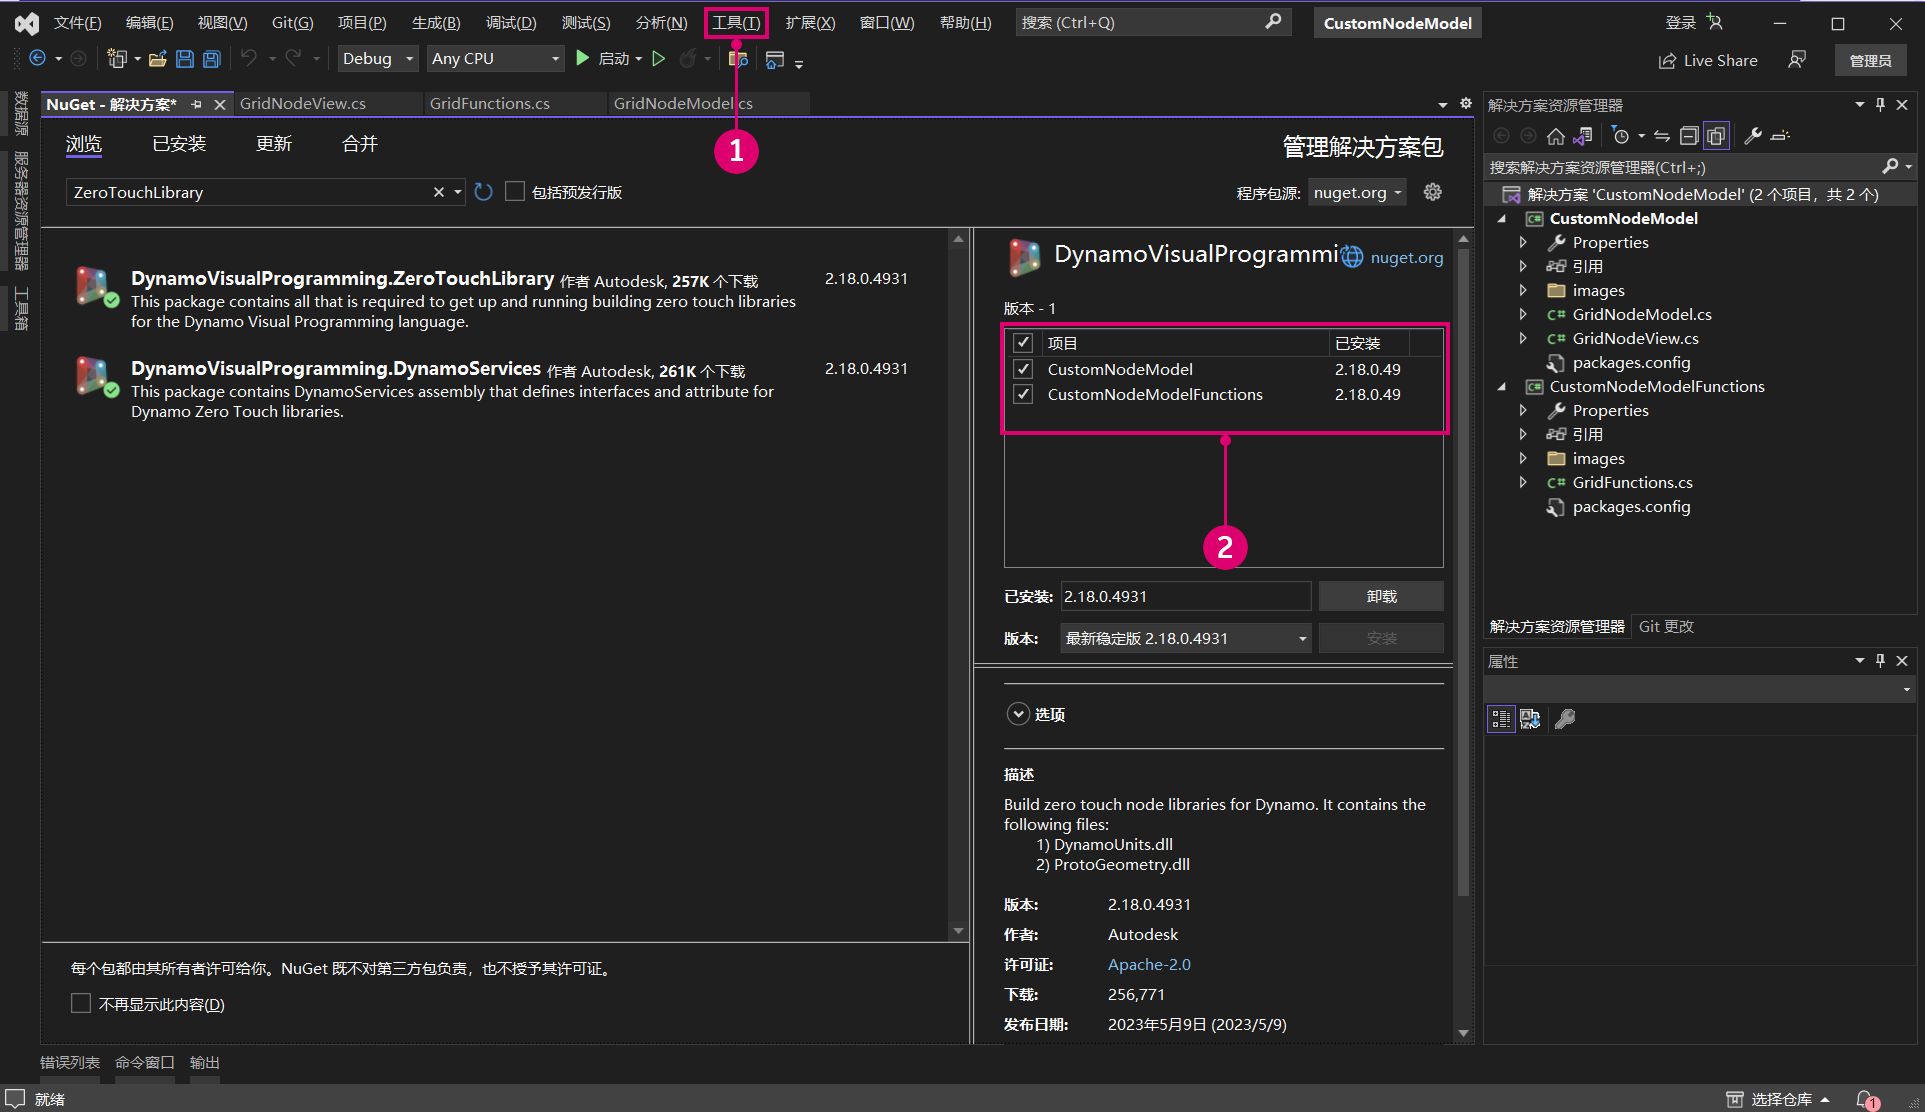 文件(F) 编辑(E) 视图(V) Git(G) 项目(P) 生成(B) 调试(D) 测试(S) 分析(N) 工具(T) 扩展(X) 窗口(W) 帮助(H) 搜索 (Ctrl+Q) CustomNodeModel 登录
Debug Any CPU 启动 Live Share 管理员
数据源
服务器资源管理器
工具箱
NuGet - 解决方案* GridNodeView.cs GridFunctions.cs GridNodeModel.cs
浏览 已安装 更新 合并 管理解决方案包
1
ZeroTouchLibrary 包括预发行版 程序包源: nuget.org
DynamoVisualProgramming.ZeroTouchLibrary 作者 Autodesk, 257K 个下载 2.18.0.4931
This package contains all that is required to get up and running building zero touch libraries
for the Dynamo Visual Programming language.
DynamoVisualProgramming.DynamoServices 作者 Autodesk, 261K 个下载 2.18.0.4931
This package contains DynamoServices assembly that defines interfaces and attribute for
Dynamo Zero Touch libraries.
每个包都由其所有者许可给你。NuGet 既不对第三方包负责，也不授予其许可证。
不再显示此内容(D)
DynamoVisualProgrammi nuget.org
版本 - 1
项目 已安装
CustomNodeModel 2.18.0.49
CustomNodeModelFunctions 2.18.0.49
2
已安装: 2.18.0.4931 卸载
版本: 最新稳定版 2.18.0.4931 安装
选项
描述
Build zero touch node libraries for Dynamo. It contains the
following files:
1) DynamoUnits.dll
2) ProtoGeometry.dll
版本: 2.18.0.4931
作者: Autodesk
许可证: Apache-2.0
下载: 256,771
发布日期: 2023年5月9日 (2023/5/9)
解决方案资源管理器
搜索解决方案资源管理器(Ctrl+;)
解决方案 'CustomNodeModel' (2 个项目，共 2 个)
C# CustomNodeModel
Properties
引用
images
C# GridNodeModel.cs
C# GridNodeView.cs
packages.config
C# CustomNodeModelFunctions
Properties
引用
images
C# GridFunctions.cs
packages.config
解决方案资源管理器 Git 更改
属性
错误列表 命令窗口 输出
就绪 选择仓库 1